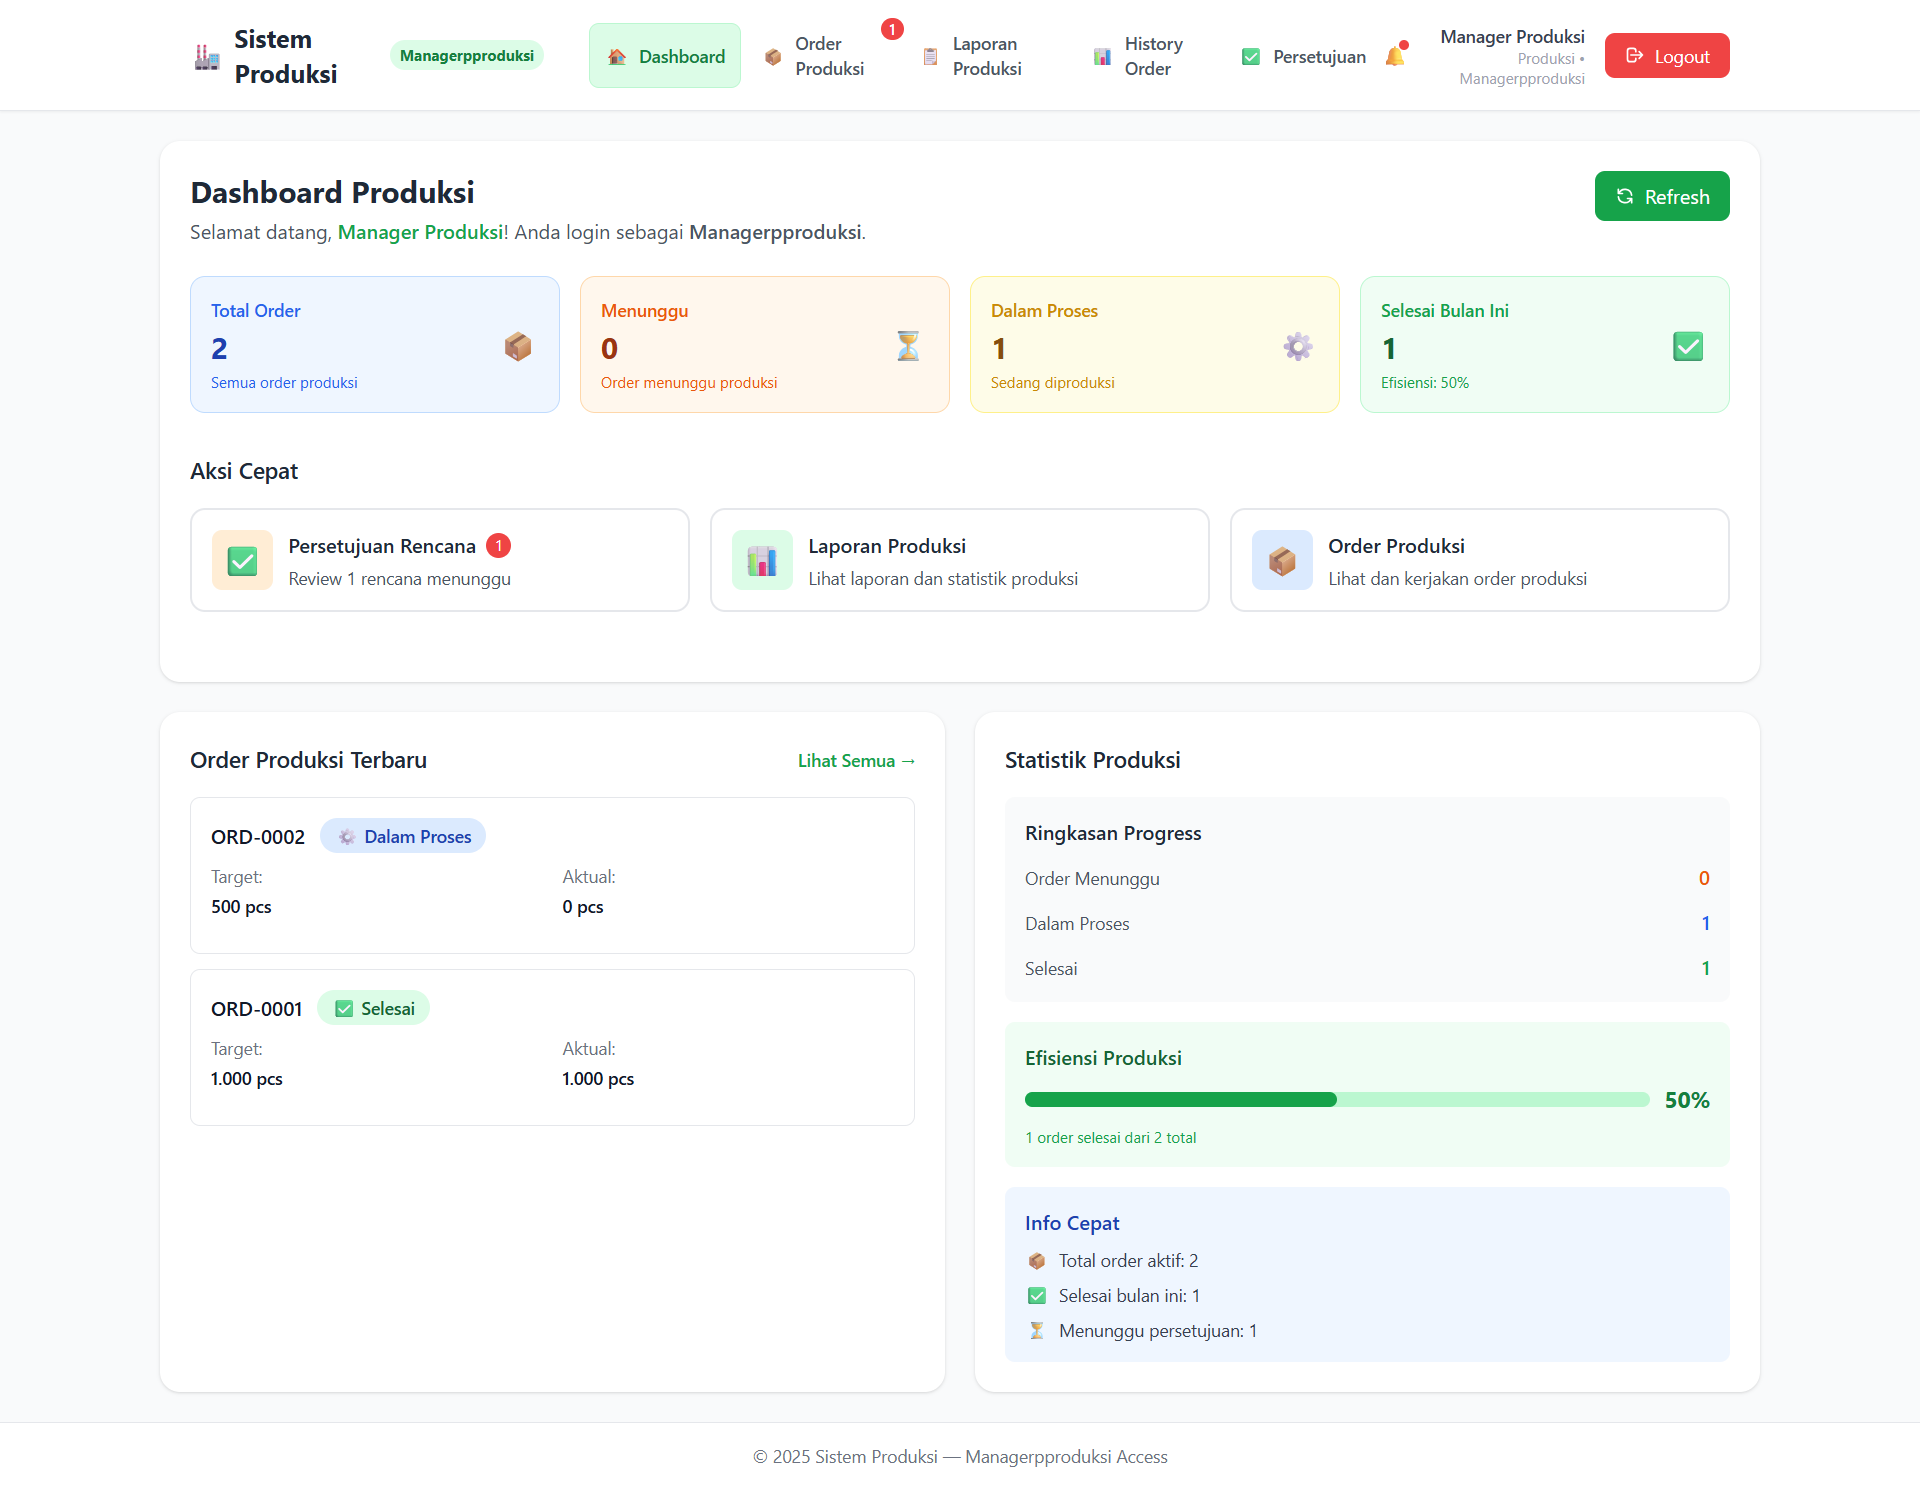 Sistem
Produksi
Managerpproduksi
Dashboard
Order
Produksi
1
Laporan
Produksi
History
Order
Persetujuan
Manager Produksi
Produksi •
Managerpproduksi
Logout
Dashboard Produksi
Selamat datang, Manager Produksi! Anda login sebagai Managerpproduksi.
Refresh
Total Order
2
Semua order produksi
Menunggu
0
Order menunggu produksi
Dalam Proses
1
Sedang diproduksi
Selesai Bulan Ini
1
Efisiensi: 50%
Aksi Cepat
Persetujuan Rencana 1
Review 1 rencana menunggu
Laporan Produksi
Lihat laporan dan statistik produksi
Order Produksi
Lihat dan kerjakan order produksi
Order Produksi Terbaru
Lihat Semua →
ORD-0002 Dalam Proses
Target: Aktual:
500 pcs 0 pcs
ORD-0001 Selesai
Target: Aktual:
1.000 pcs 1.000 pcs
Statistik Produksi
Ringkasan Progress
Order Menunggu 0
Dalam Proses 1
Selesai 1
Efisiensi Produksi
50%
1 order selesai dari 2 total
Info Cepat
Total order aktif: 2
Selesai bulan ini: 1
Menunggu persetujuan: 1
© 2025 Sistem Produksi — Managerpproduksi Access